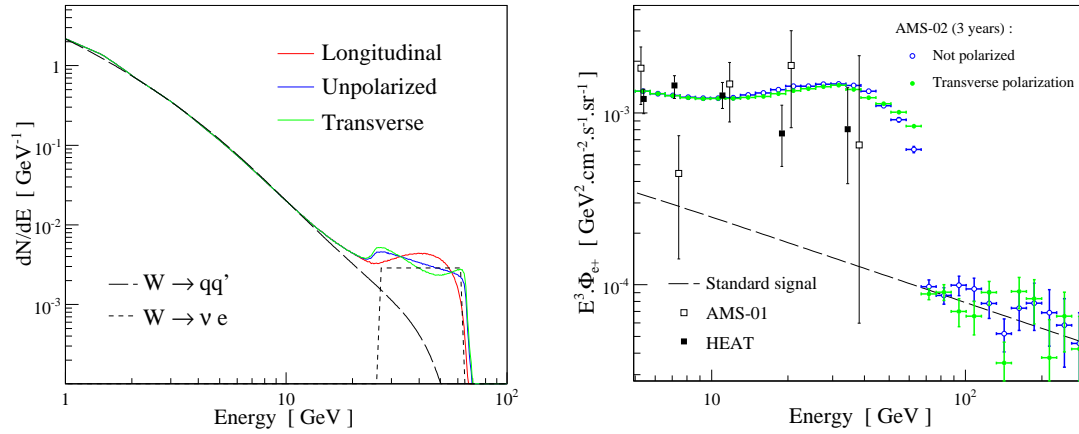 dN/dE [ GeV⁻¹ ]
1
10⁻¹
10⁻²
10⁻³
Longitudinal
Unpolarized
Transverse
W → qq'
W → ν e
1 10 10²
Energy [ GeV ]
E³.Φe+ [ GeV².cm⁻².s⁻¹.sr⁻¹ ]
10⁻³
10⁻⁴
AMS-02 (3 years) :
Not polarized
Transverse polarization
Standard signal
AMS-01
HEAT
10 10²
Energy [ GeV ]